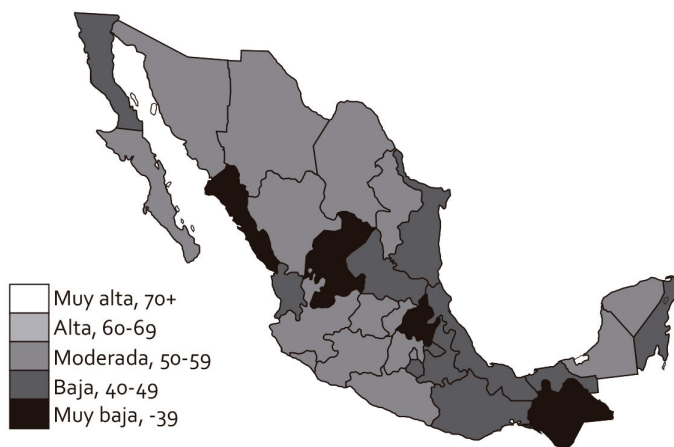 Muy alta, 70+
Alta, 60-69
Moderada, 50-59
Baja, 40-49
Muy baja, -39